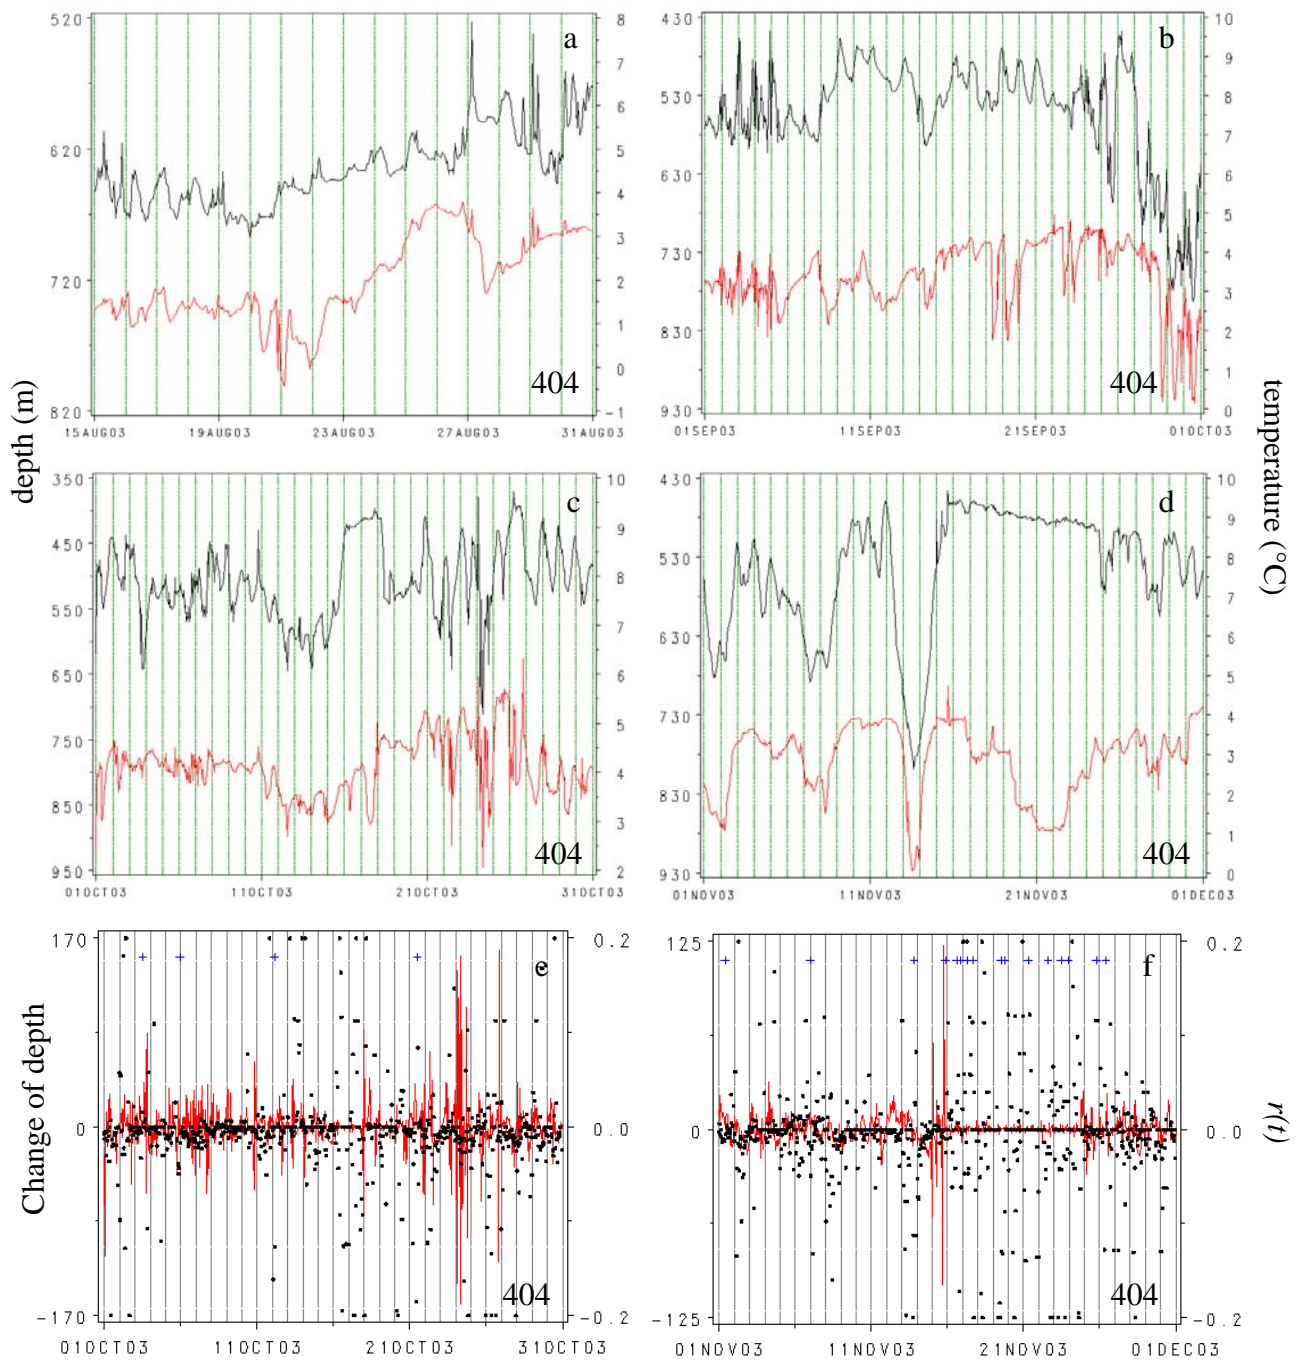 520 8 a 7 6 620 5 4 3 720 2 1 0 404 820 -1
15AUG03 19AUG03 23AUG03 27AUG03 31AUG03
430 10 b 9 530 8 7 630 6 5 730 4 3 830 2 1 404 930 0
01SEP03 11SEP03 21SEP03 01OCT03
depth (m)
temperature (°C)
350 10 c 9 450 8 550 7 6 650 5 750 4 850 3 404 950 2
01OCT03 11OCT03 21OCT03 31OCT03
430 10 d 9 530 8 7 630 6 5 730 4 3 830 2 1 404 930 0
01NOV03 11NOV03 21NOV03 01DEC03
Change of depth
170 0.2 e 0 0.0 404 -170 -0.2
01OCT03 11OCT03 21OCT03 31OCT03
125 0.2 f 0 0.0 404 -125 -0.2
01NOV03 11NOV03 21NOV03 01DEC03
r(t)